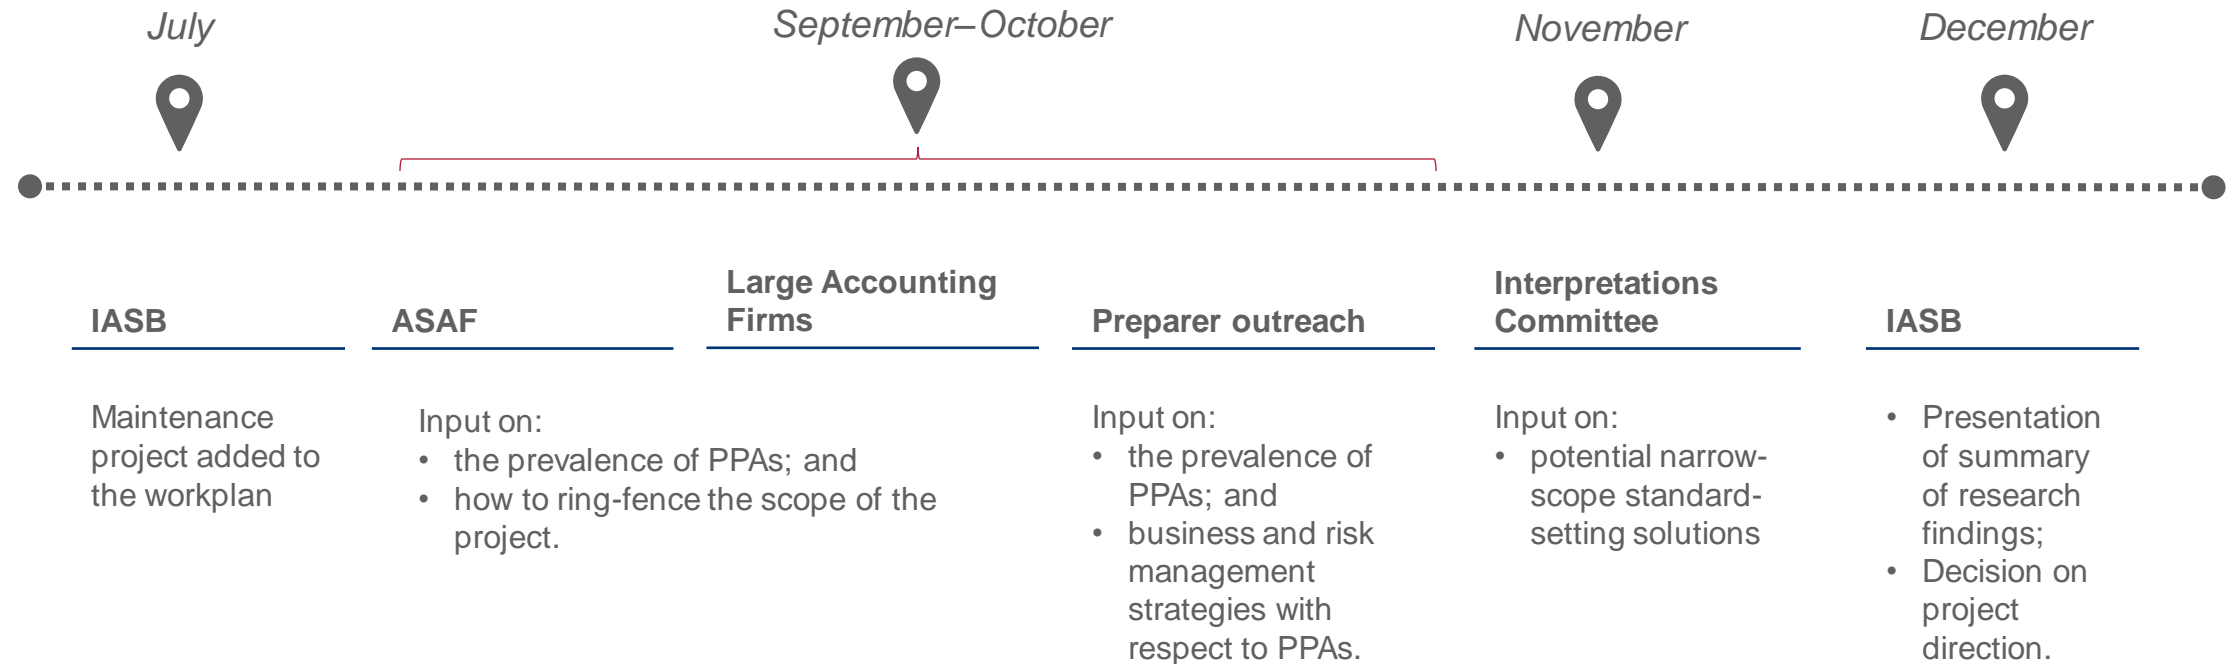 July
September–October
November
December
IASB
ASAF
Large Accounting
Firms
Preparer outreach
Interpretations
Committee
IASB
Maintenance
project added to
the workplan
Input on:
• the prevalence of PPAs; and
• how to ring-fence the scope of the
project.
Input on:
• the prevalence of
PPAs; and
• business and risk
management
strategies with
respect to PPAs.
Input on:
• potential narrow-
scope standard-
setting solutions
• Presentation
of summary
of research
findings;
• Decision on
project
direction.